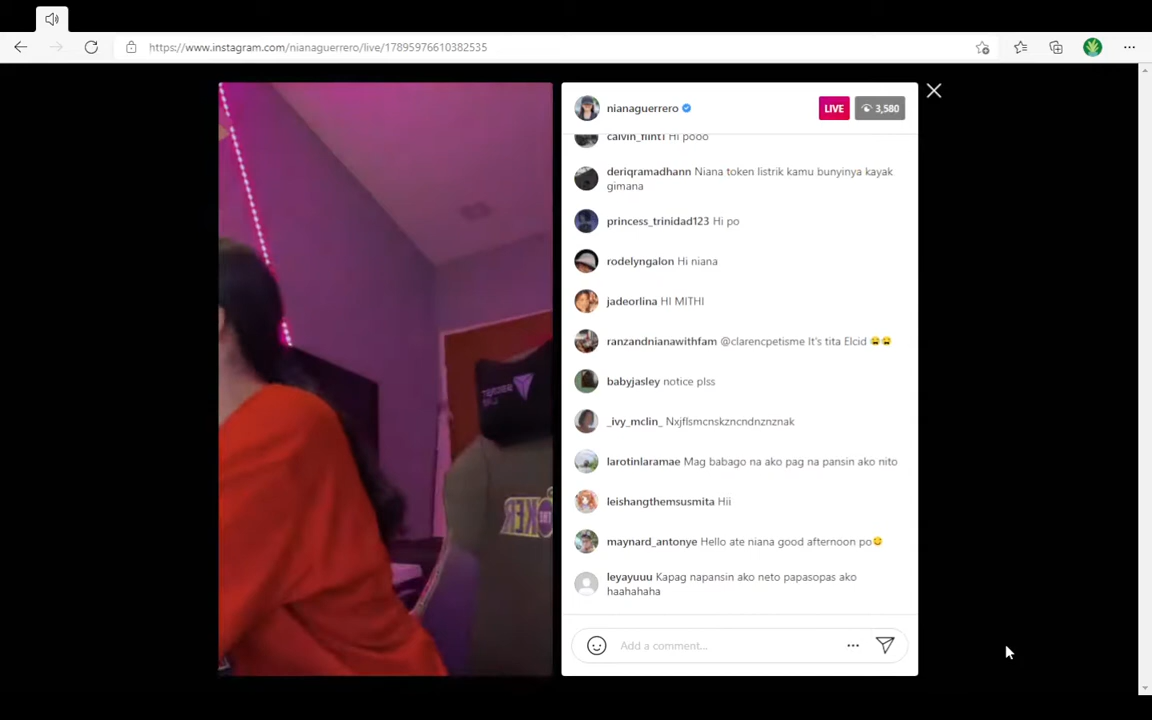 https://www.instagram.com/nianaguerrero/live/17895976610382535
nianaguerrero
LIVE
3,580
calvin_flint1 Hi pooo
deriqramadhann Niana token listrik kamu bunyinya kayak
gimana
princess_trinidad123 Hi po
rodelyngalon Hi niana
jadeorlina HI MITHI
ranzandnianawithfam @clarencpetisme It's tita Elcid 😫😫
babyjasley notice plss
_ivy_mclin_ Nxjflsmcnskzncndnznznak
larotinlaramae Mag babago na ako pag na pansin ako nito
leishangthemsusmita Hii
maynard_antonye Hello ate niana good afternoon po😊
leyayuuu Kapag napansin ako neto papasopas ako
haahahaha
Add a comment...